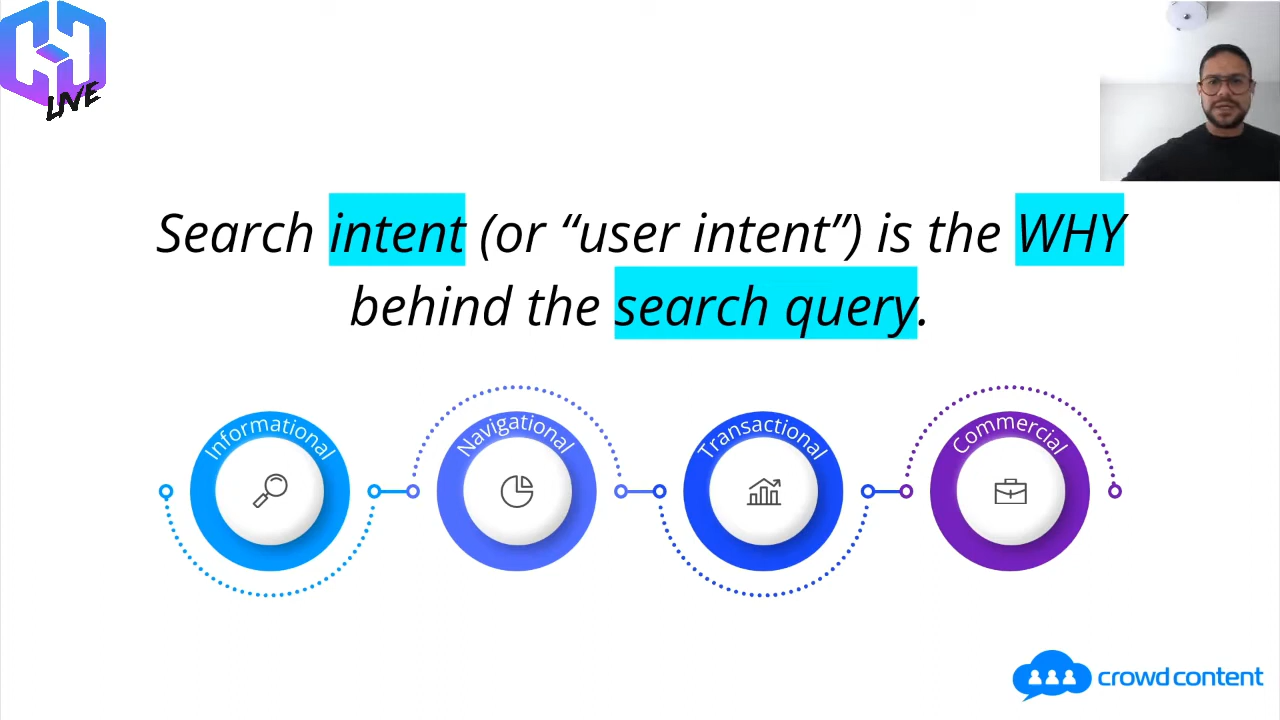 LIVE
Search intent (or “user intent”) is the WHY
behind the search query.
Informational
Navigational
Transactional
Commercial
crowd content